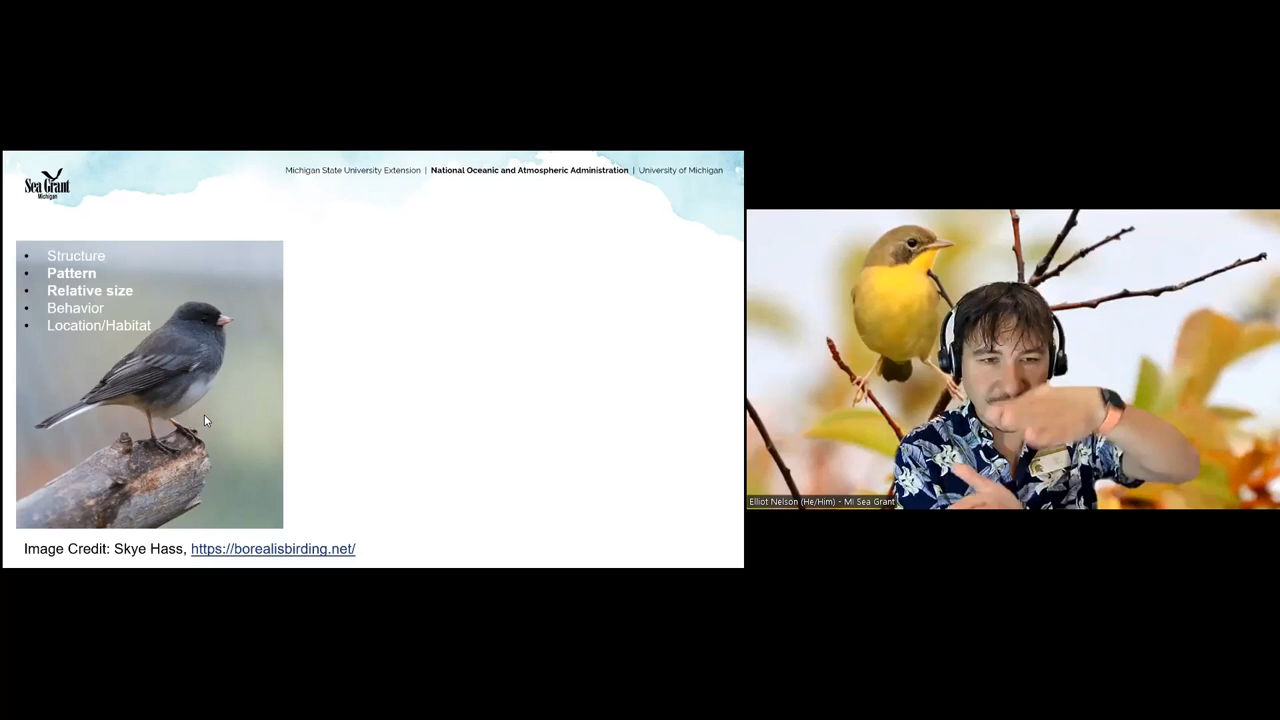 Sea Grant
Michigan
Michigan State University Extension | National Oceanic and Atmospheric Administration | University of Michigan
• Structure
• Pattern
• Relative size
• Behavior
• Location/Habitat
Image Credit: Skye Hass, https://borealisbirding.net/
Elliot Nelson (He/Him) - MI Sea Grant